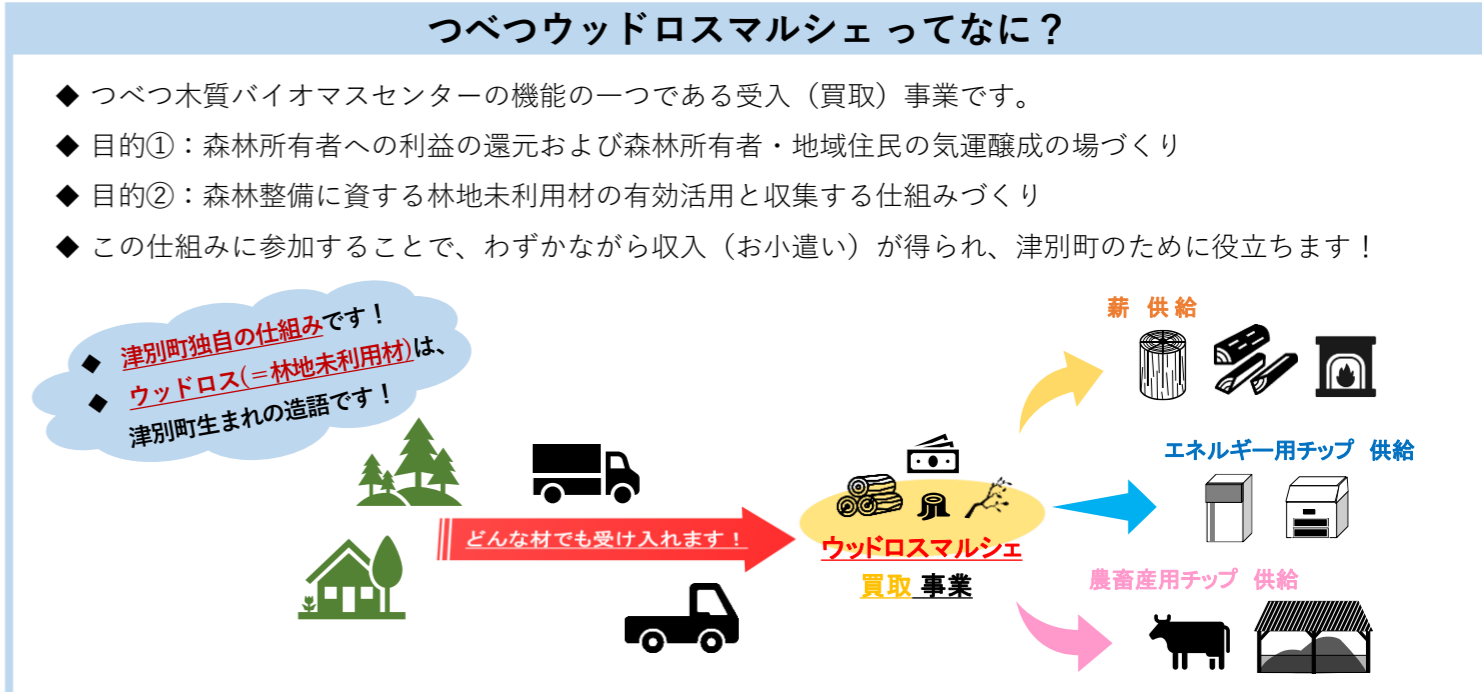 つべつウッドロスマルシェ ってなに？
◆ つべつ木質バイオマスセンターの機能の一つである受入（買取）事業です。
◆ 目的①：森林所有者への利益の還元および森林所有者・地域住民の気運醸成の場づくり
◆ 目的②：森林整備に資する林地未利用材の有効活用と収集する仕組みづくり
◆ この仕組みに参加することで、わずかながら収入（お小遣い）が得られ、津別町のために役立ちます！
◆ 津別町独自の仕組みです！
◆ ウッドロス(＝林地未利用材)は、
津別町生まれの造語です！
どんな材でも受け入れます！
ウッドロスマルシェ
買取 事業
薪 供給
エネルギー用チップ 供給
農畜産用チップ 供給